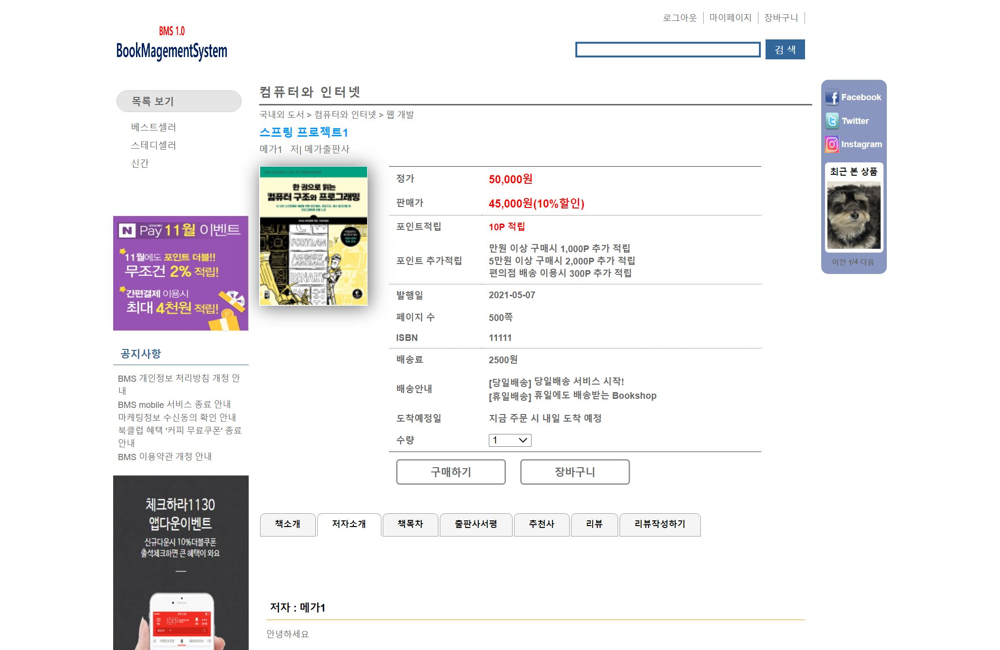 로그아웃 마이페이지 장바구니
BMS 1.0
BookMagementSystem
검 색
목록 보기
베스트셀러
스테디셀러
신간
N Pay 11월 이벤트
11월에도 포인트 더블!!
무조건 2% 적립!
간편결제 이용시
최대 4천원 적립!
P
공지사항
BMS 개인정보 처리방침 개정 안
내
BMS mobile 서비스 종료 안내
마케팅정보 수신동의 확인 안내
북클럽 혜택 '커피 무료쿠폰' 종료
안내
BMS 이용약관 개정 안내
체크하라1130
앱다운이벤트
신규다운시 10%더블쿠폰
출석체크하면 큰 혜택이 와요
컴퓨터와 인터넷
국내외 도서 > 컴퓨터와 인터넷 > 웹 개발
스프링 프로젝트1
메가1 저| 메가출판사
THE SECRET LIFE OF PROGRAMS
한 권으로 읽는
컴퓨터 구조와 프로그래밍
FORTRAN
ASSEMBLY
LANGUAGE
BINARY
정가 50,000원
판매가 45,000원(10%할인)
포인트적립 10P 적립
포인트 추가적립
만원 이상 구매시 1,000P 추가 적립
5만원 이상 구매시 2,000P 추가 적립
편의점 배송 이용시 300P 추가 적립
발행일 2021-05-07
페이지 수 500쪽
ISBN 11111
배송료 2500원
배송안내
[당일배송] 당일배송 서비스 시작!
[휴일배송] 휴일에도 배송받는 Bookshop
도착예정일 지금 주문 시 내일 도착 예정
수량 1
구매하기 장바구니
책소개 저자소개 책목차 출판사서평 추천사 리뷰 리뷰작성하기
저자 : 메가1
안녕하세요
Facebook
Twitter
Instagram
최근 본 상품
이전 1/4 다음